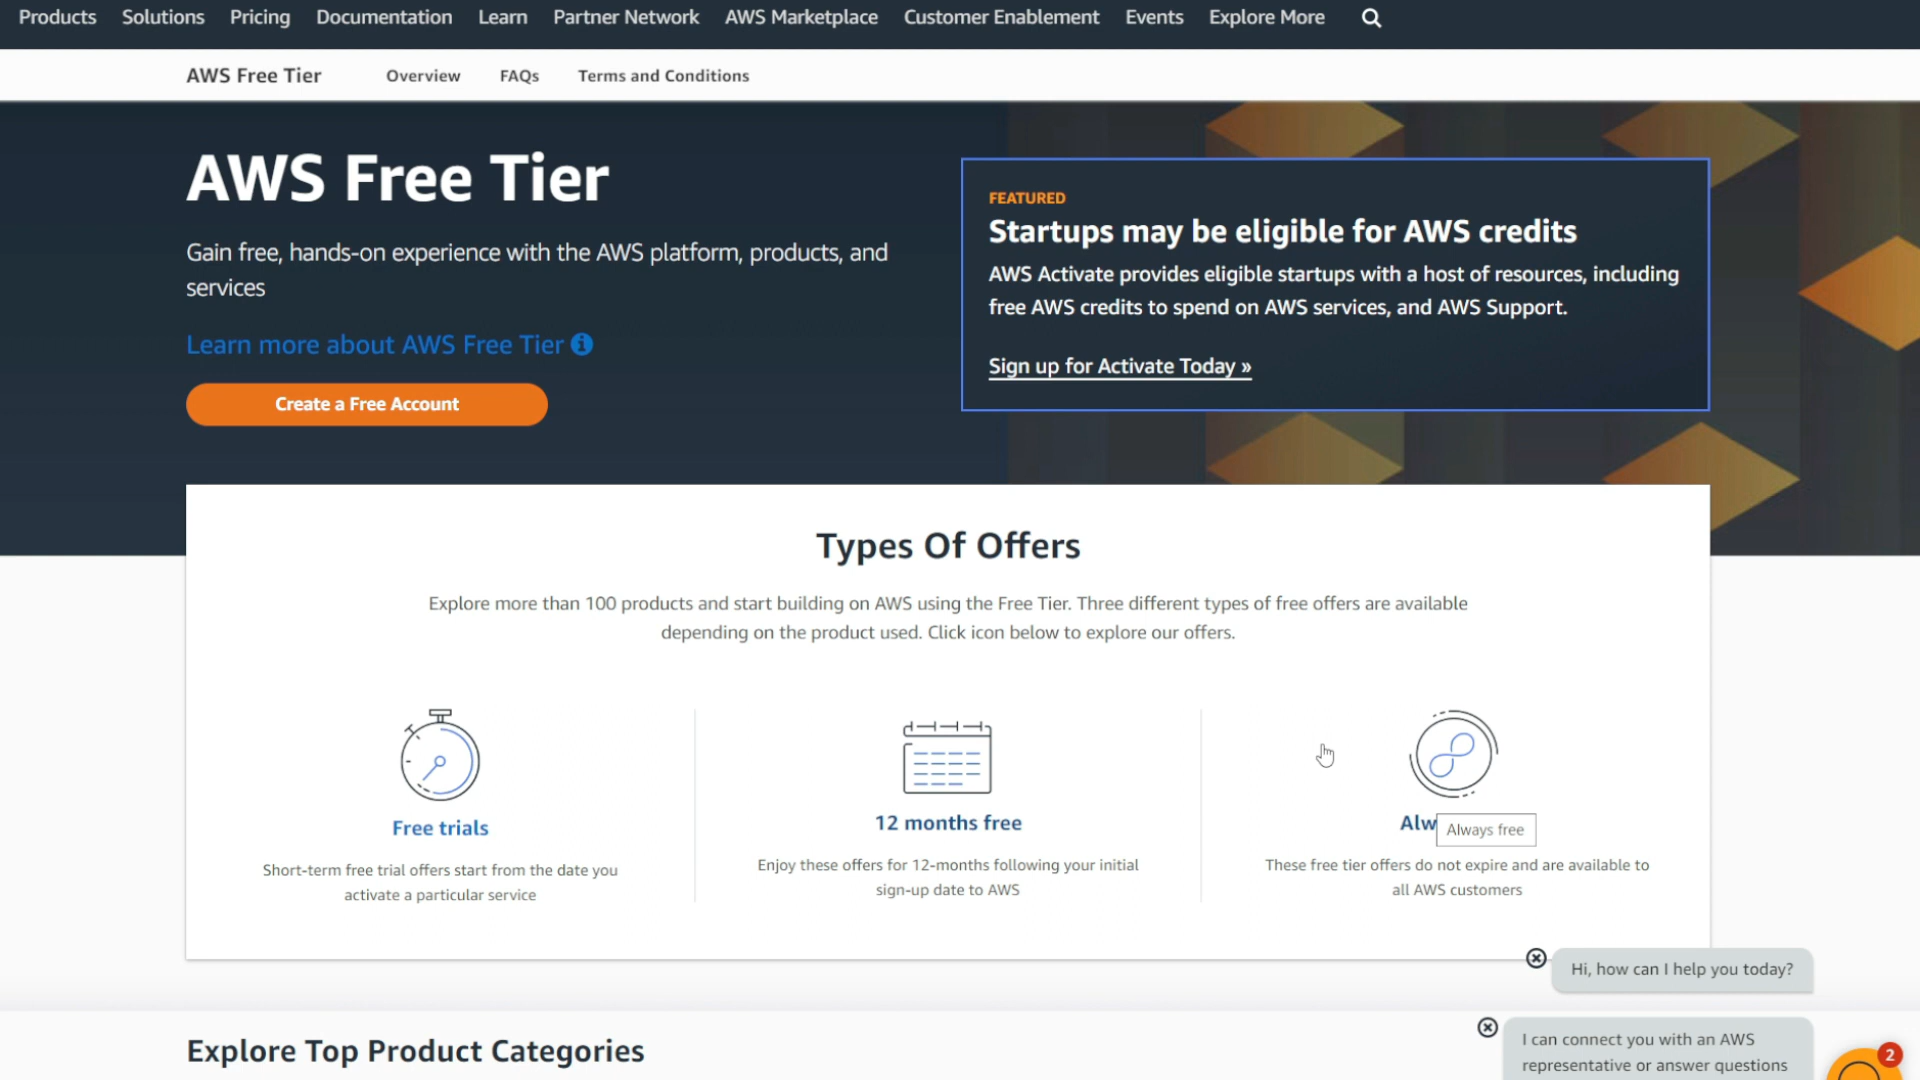 Products Solutions Pricing Documentation Learn Partner Network AWS Marketplace Customer Enablement Events Explore More
AWS Free Tier Overview FAQs Terms and Conditions
AWS Free Tier
Gain free, hands-on experience with the AWS platform, products, and
services
Learn more about AWS Free Tier
Create a Free Account
FEATURED
Startups may be eligible for AWS credits
AWS Activate provides eligible startups with a host of resources, including
free AWS credits to spend on AWS services, and AWS Support.
Sign up for Activate Today »
Types Of Offers
Explore more than 100 products and start building on AWS using the Free Tier. Three different types of free offers are available
depending on the product used. Click icon below to explore our offers.
Free trials
Short-term free trial offers start from the date you
activate a particular service
12 months free
Enjoy these offers for 12-months following your initial
sign-up date to AWS
Alw
Always free
These free tier offers do not expire and are available to
all AWS customers
Hi, how can I help you today?
Explore Top Product Categories
I can connect you with an AWS
representative or answer questions
2